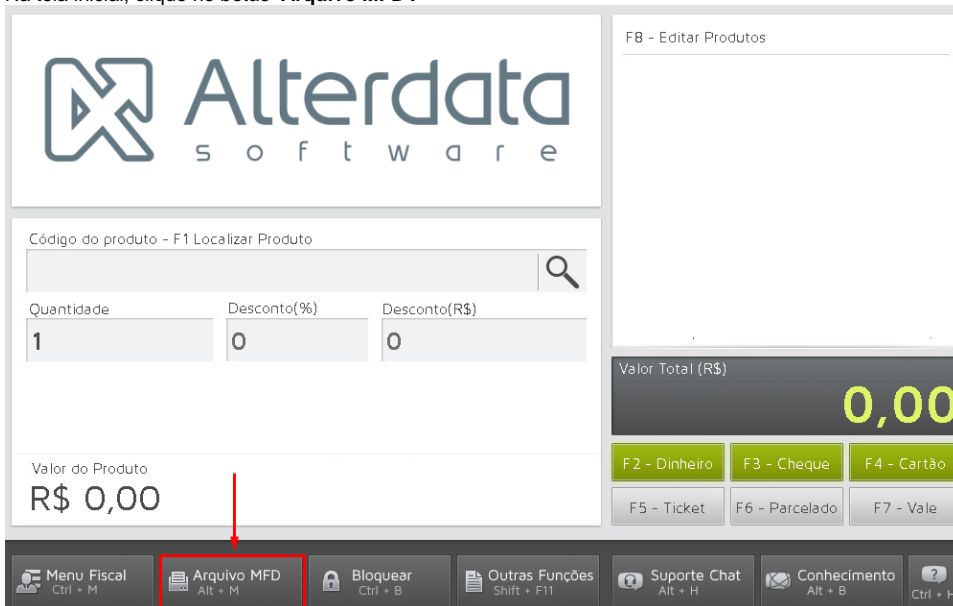 Alterdata
software
F8 - Editar Produtos
Código do produto - F1 Localizar Produto
Quantidade
Desconto(%)
Desconto(R$)
1
0
0
Valor Total (R$)
0,00
Valor do Produto
R$ 0,00
F2 - Dinheiro
F3 - Cheque
F4 - Cartão
F5 - Ticket
F6 - Parcelado
F7 - Vale
Menu Fiscal
Ctrl + M
Arquivo MFD
Alt + M
Bloquear
Ctrl + B
Outras Funções
Shift + F11
Suporte Chat
Alt + H
Conhecimento
Alt + B
Ctrl + H